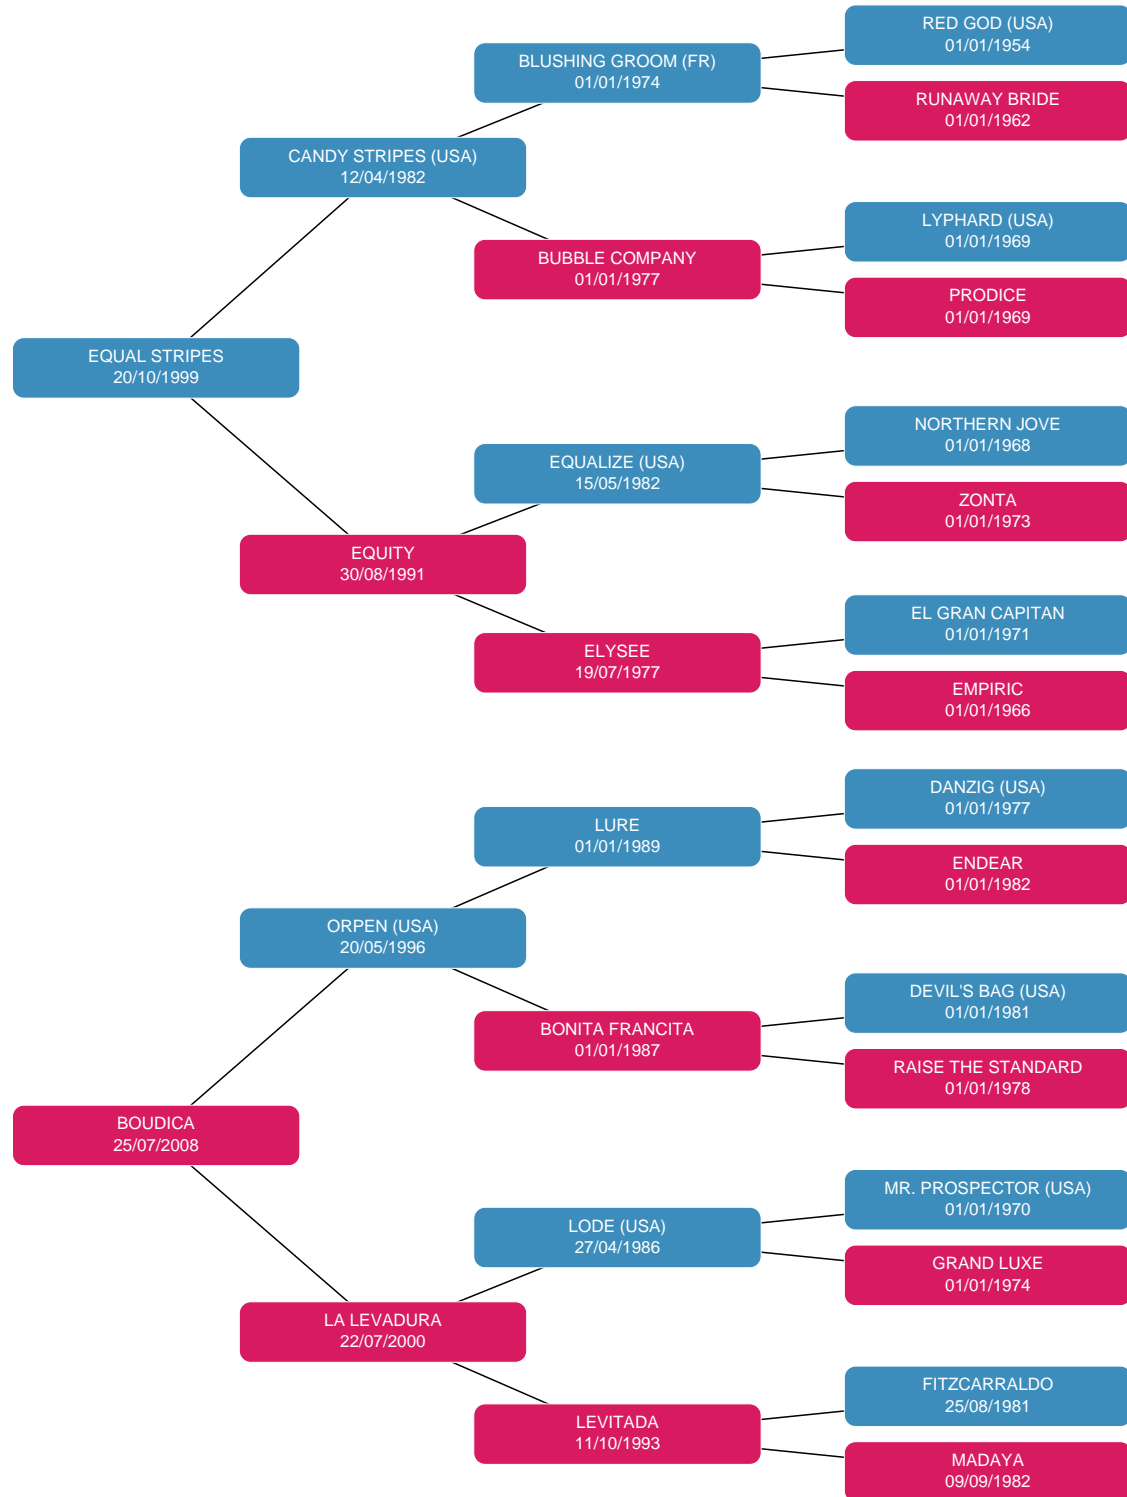 RED GOD (USA)
01/01/1954
BLUSHING GROOM (FR)
01/01/1974
RUNAWAY BRIDE
01/01/1962
CANDY STRIPES (USA)
12/04/1982
LYPHARD (USA)
01/01/1969
BUBBLE COMPANY
01/01/1977
PRODICE
01/01/1969
EQUAL STRIPES
20/10/1999
NORTHERN JOVE
01/01/1968
EQUALIZE (USA)
15/05/1982
ZONTA
01/01/1973
EQUITY
30/08/1991
EL GRAN CAPITAN
01/01/1971
ELYSEE
19/07/1977
EMPIRIC
01/01/1966
DANZIG (USA)
01/01/1977
LURE
01/01/1989
ENDEAR
01/01/1982
ORPEN (USA)
20/05/1996
DEVIL'S BAG (USA)
01/01/1981
BONITA FRANCITA
01/01/1987
RAISE THE STANDARD
01/01/1978
BOUDICA
25/07/2008
MR. PROSPECTOR (USA)
01/01/1970
LODE (USA)
27/04/1986
GRAND LUXE
01/01/1974
LA LEVADURA
22/07/2000
FITZCARRALDO
25/08/1981
LEVITADA
11/10/1993
MADAYA
09/09/1982